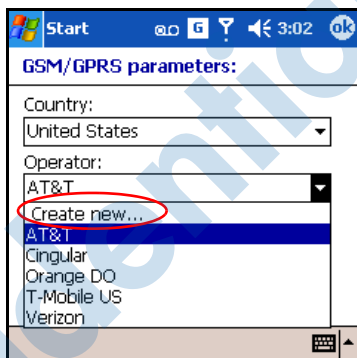 Start G 3:02 ok
GSM/GPRS parameters:
Country:
United States
Operator:
AT&T
Create new...
AT&T
Cingular
Orange DO
T-Mobile US
Verizon